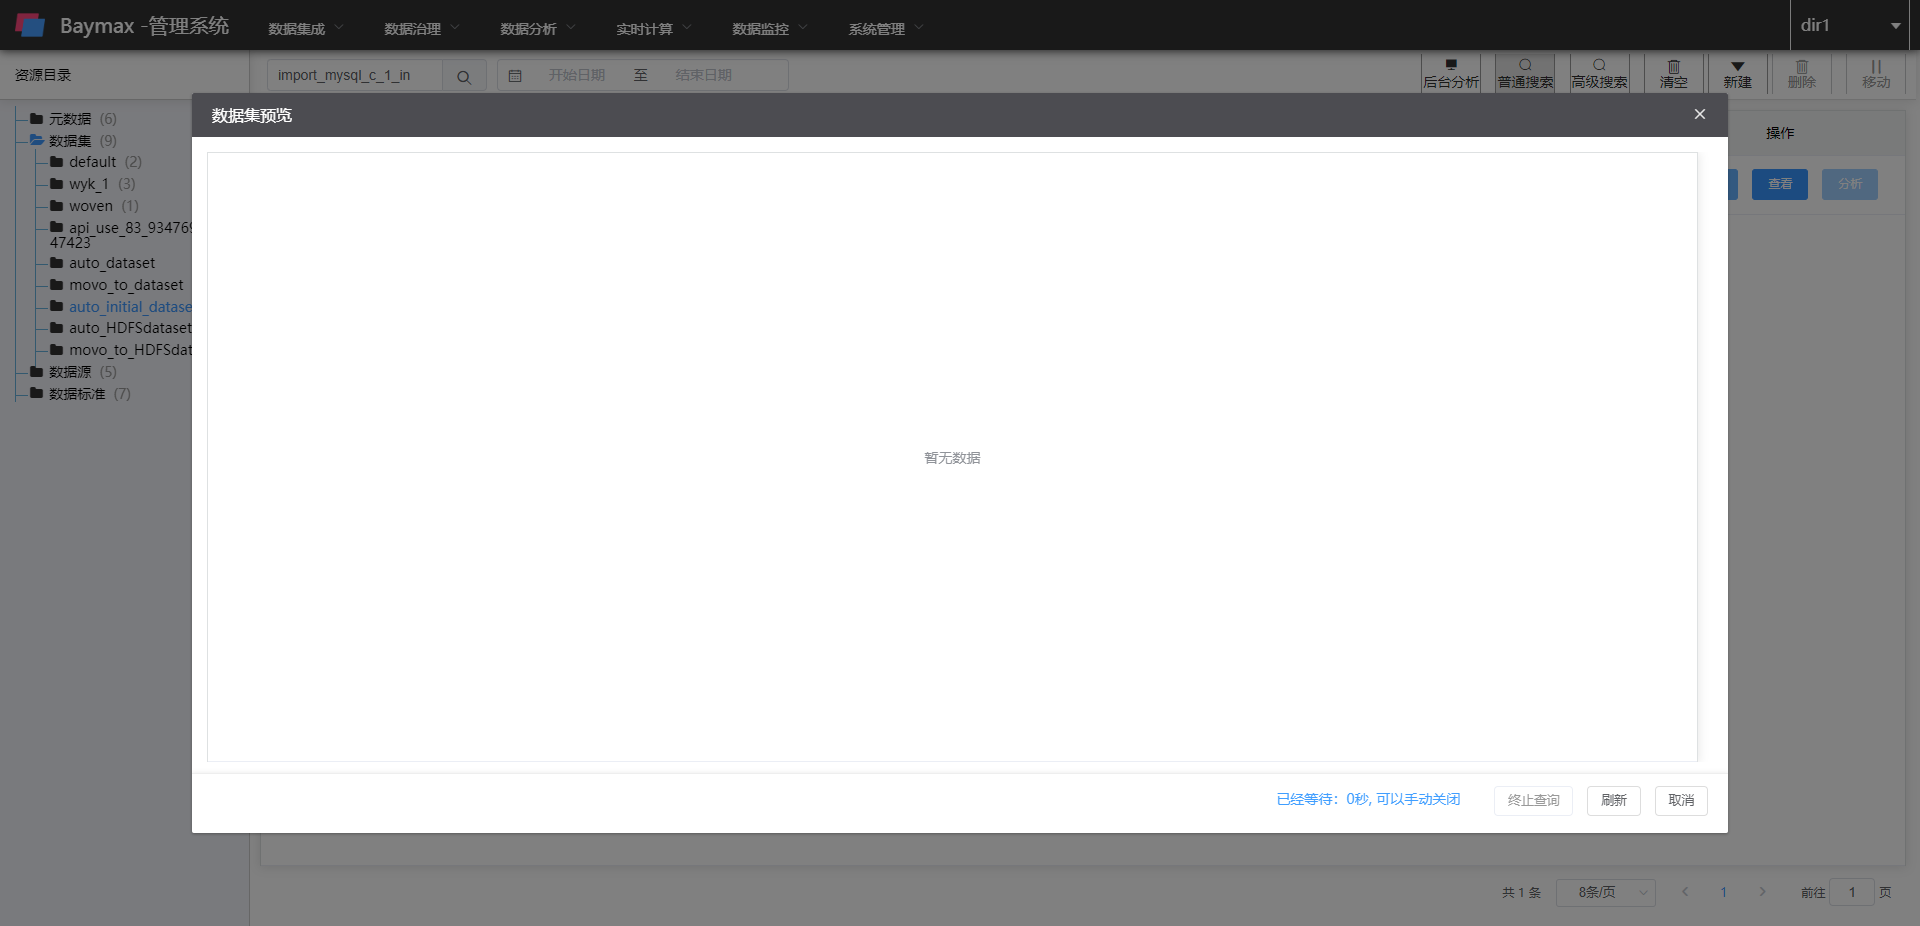 Baymax -管理系统
数据集成
数据治理
数据分析
实时计算
数据监控
系统管理
dir1
资源目录
import_mysql_c_1_in
开始日期 至 结束日期
后台分析
普通搜索
高级搜索
清空
新建
删除
移动
元数据 (6)
数据集 (9)
default (2)
wyk_1 (3)
woven (1)
api_use_83_934769
47423
auto_dataset
movo_to_dataset
auto_initial_datase
auto_HDFSdataset
movo_to_HDFSdat
数据源 (5)
数据标准 (7)
数据集预览
操作
查看
分析
暂无数据
已经等待：0秒, 可以手动关闭
终止查询
刷新
取消
共 1 条
8条/页
1
前往 1 页